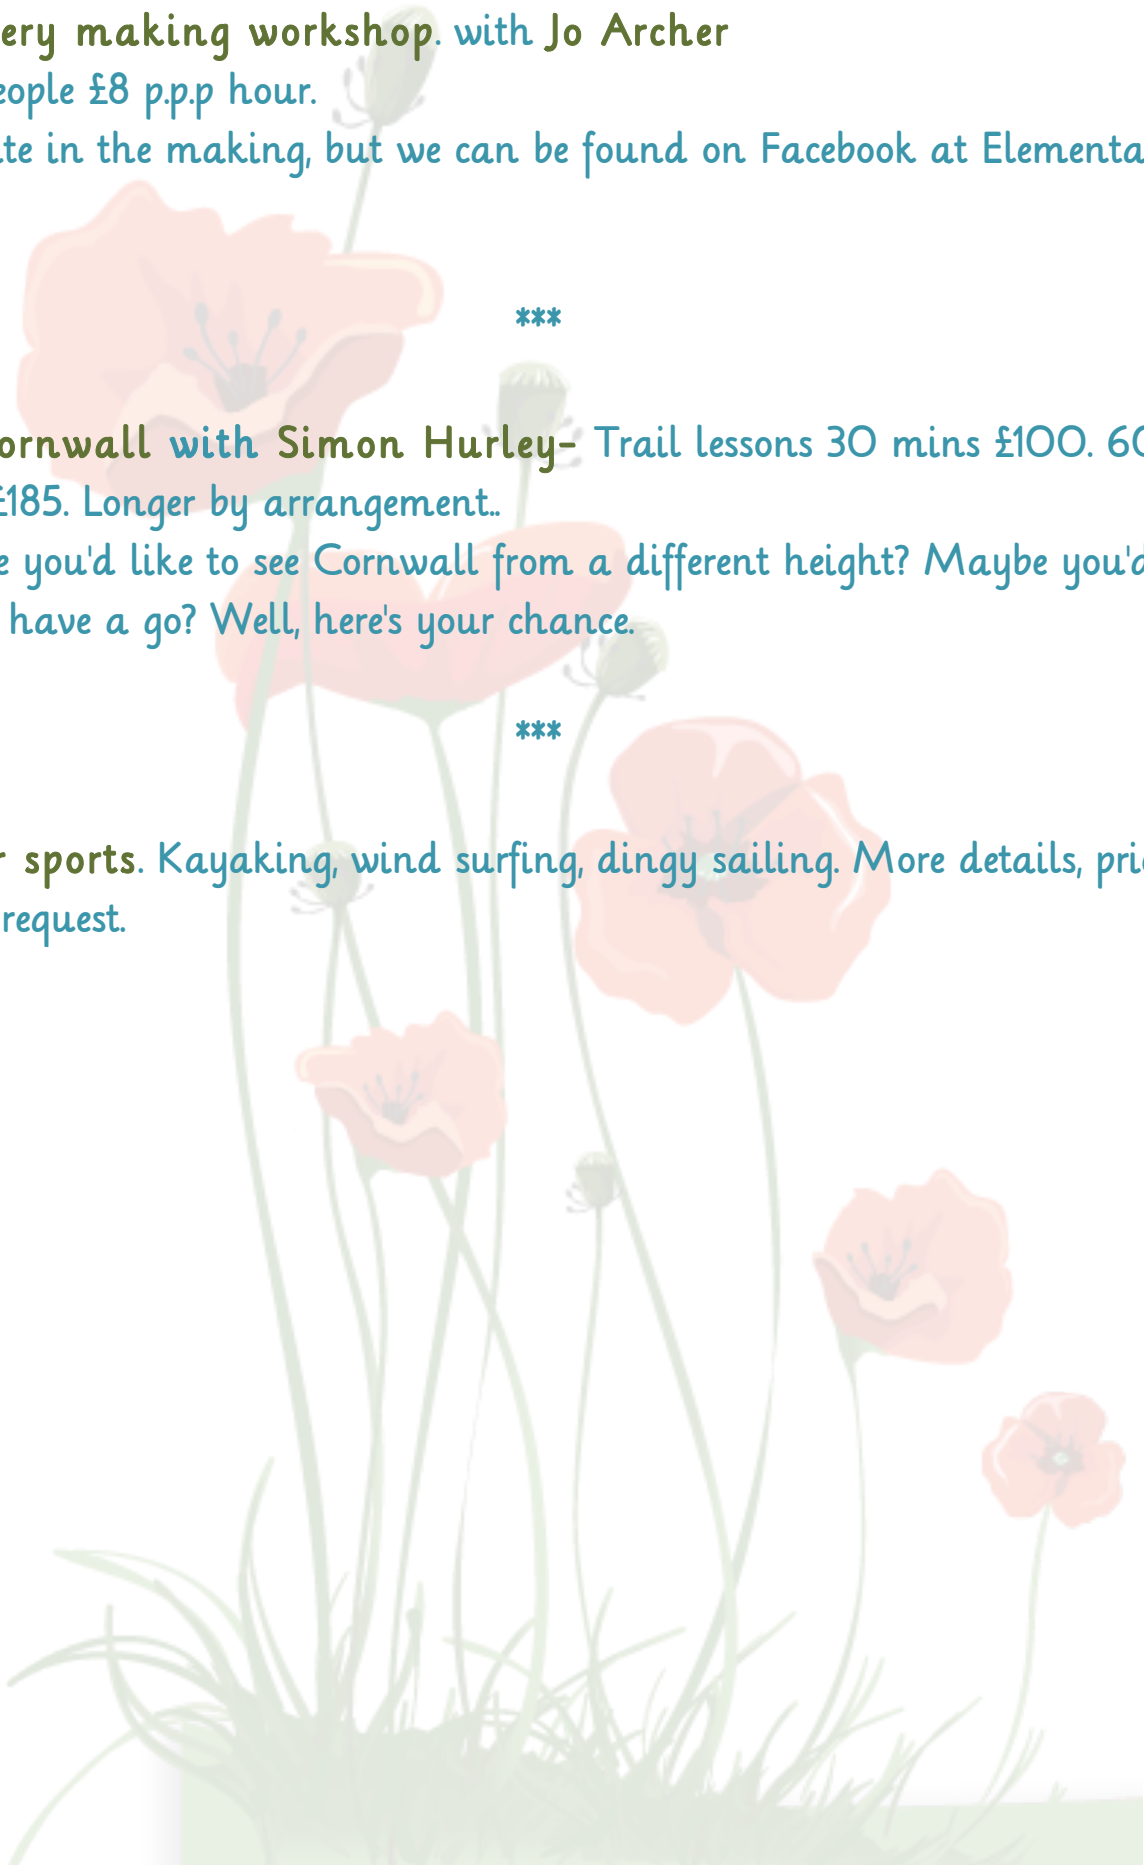 ery making workshop. with Jo Archer
eople £8 p.p.p hour.
te in the making, but we can be found on Facebook at Elementa
***
ornwall with Simon Hurley- Trail lessons 30 mins £100. 60
£185. Longer by arrangement..
e you'd like to see Cornwall from a different height? Maybe you'd
have a go? Well, here's your chance.
***
r sports. Kayaking, wind surfing, dingy sailing. More details, pri
request.